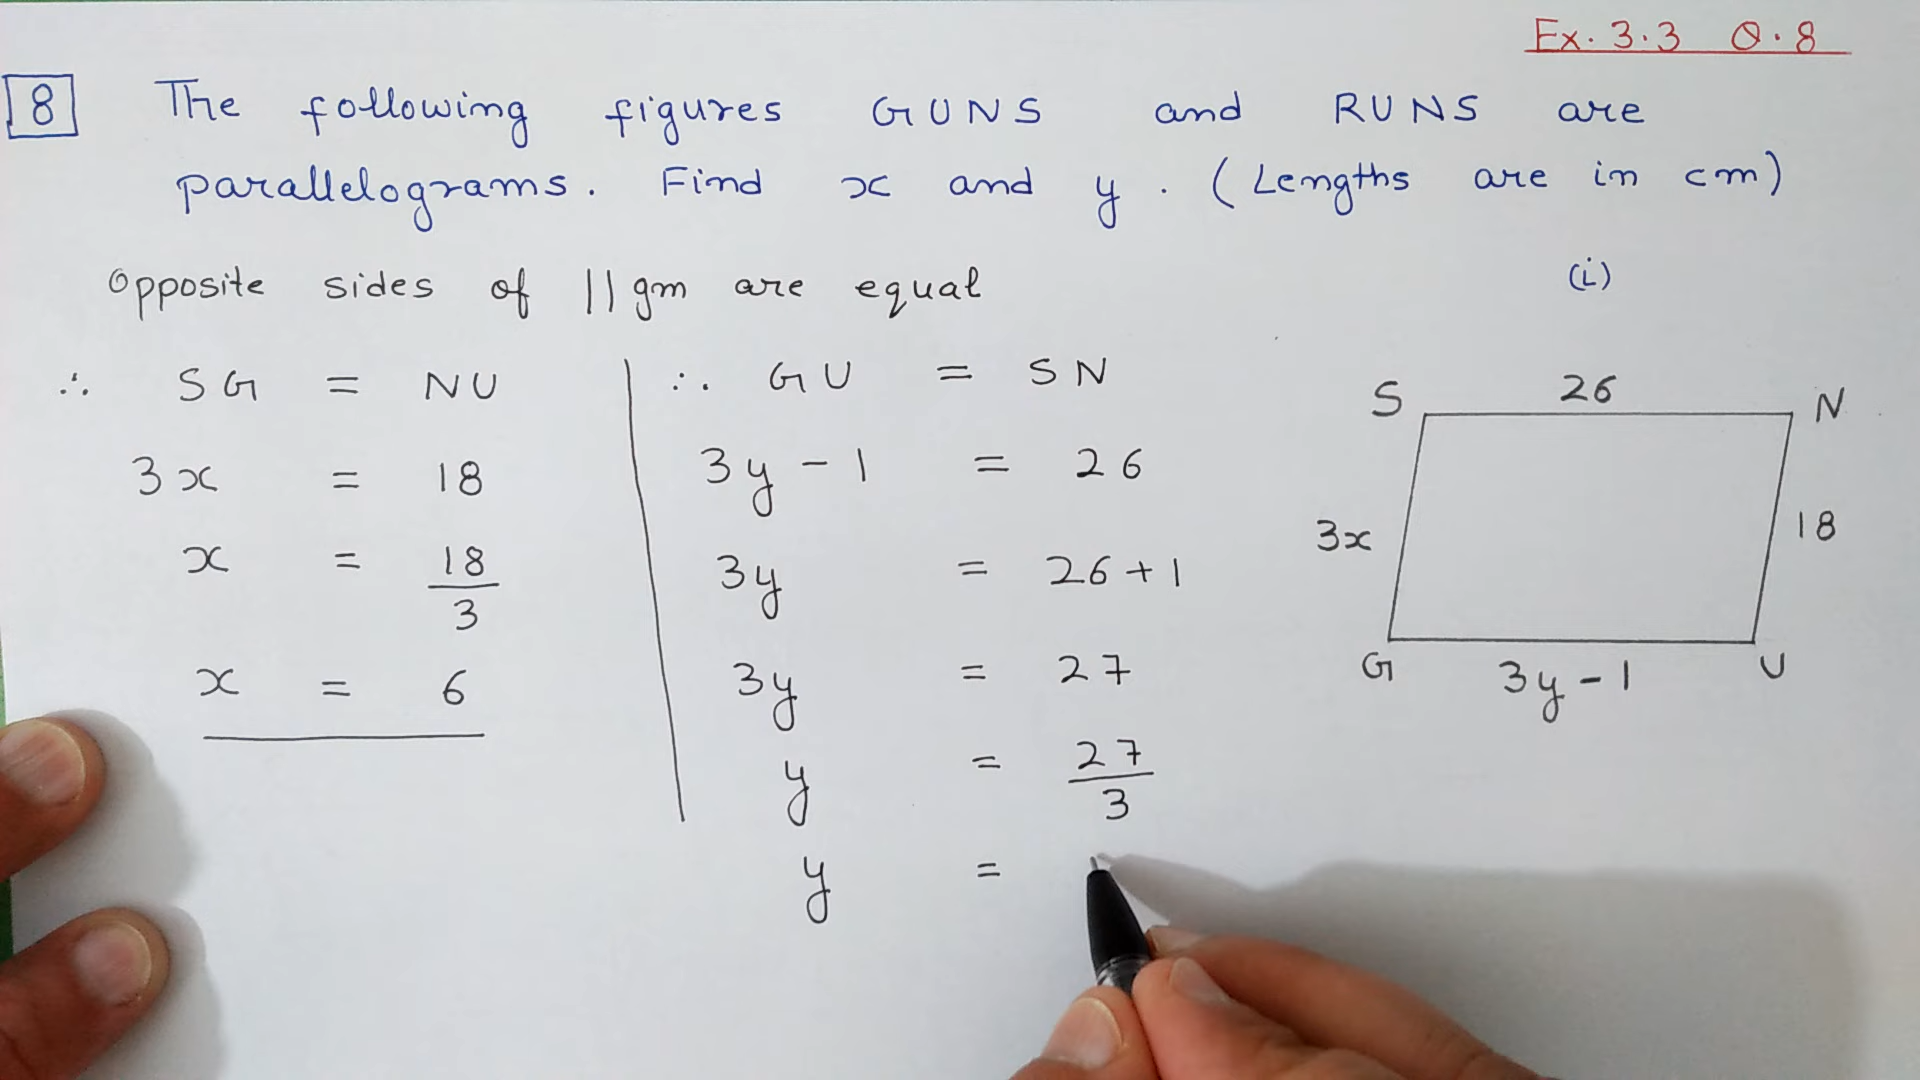 Ex. 3.3 Q.8
8 The following figures GUNS and RUNS are
parallelograms. Find x and y. (Lengths are in cm)
Opposite sides of ||gm are equal
(i)
∴ SG = NU
3x = 18
x = 18/3
x = 6
∴ GU = SN
3y - 1 = 26
3y = 26 + 1
3y = 27
y = 27/3
y =
S 26 N
3x 18
G 3y - 1 U